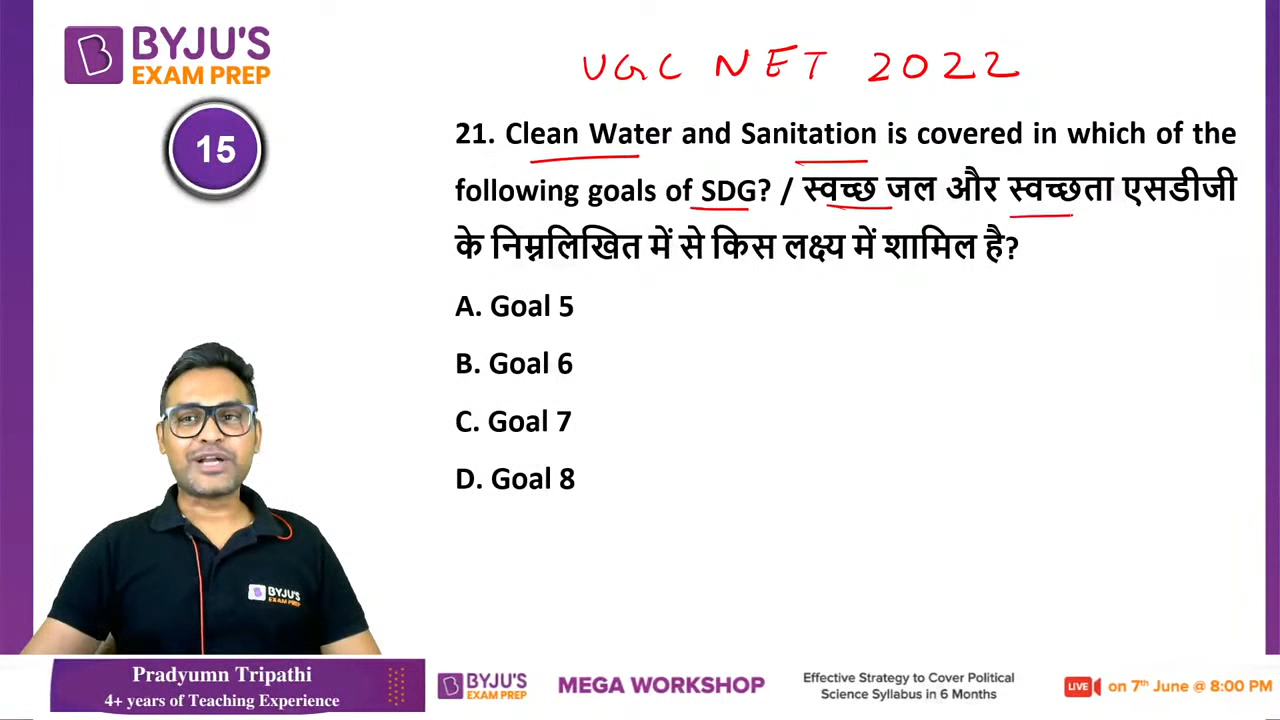 BYJU'S
EXAM PREP
UGC NET 2022
15
21. Clean Water and Sanitation is covered in which of the
following goals of SDG? / स्वच्छ जल और स्वच्छता एसडीजी
के निम्नलिखित में से किस लक्ष्य में शामिल है?
A. Goal 5
B. Goal 6
C. Goal 7
D. Goal 8
BYJU'S
EXAM PREP
Pradyumn Tripathi
4+ years of Teaching Experience
BYJU'S
EXAM PREP
MEGA WORKSHOP
Effective Strategy to Cover Political
Science Syllabus in 6 Months
LIVE on 7th June @ 8:00 PM